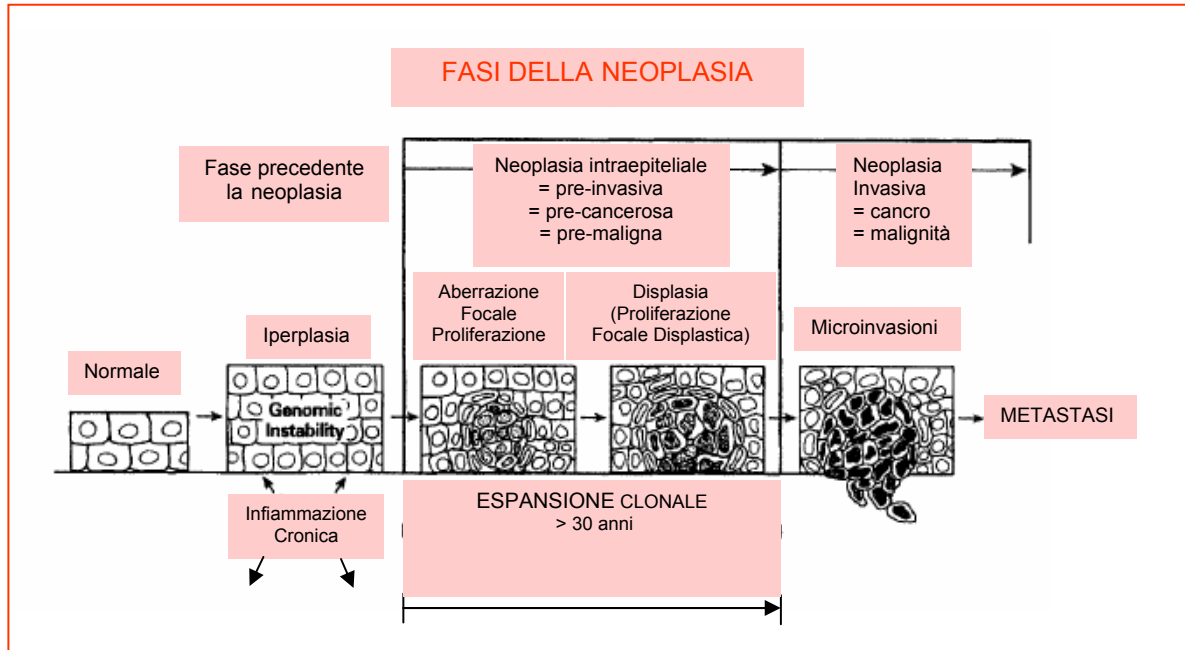 FASI DELLA NEOPLASIA
Fase precedente
la neoplasia
Neoplasia intraepiteliale
= pre-invasiva
= pre-cancerosa
= pre-maligna
Neoplasia
Invasiva
= cancro
= malignità
Normale
Iperplasia
Aberrazione
Focale
Proliferazione
Displasia
(Proliferazione
Focale Displastica)
Microinvasioni
Genomic
Instability
METASTASI
Infiammazione
Cronica
ESPANSIONE CLONALE
> 30 anni